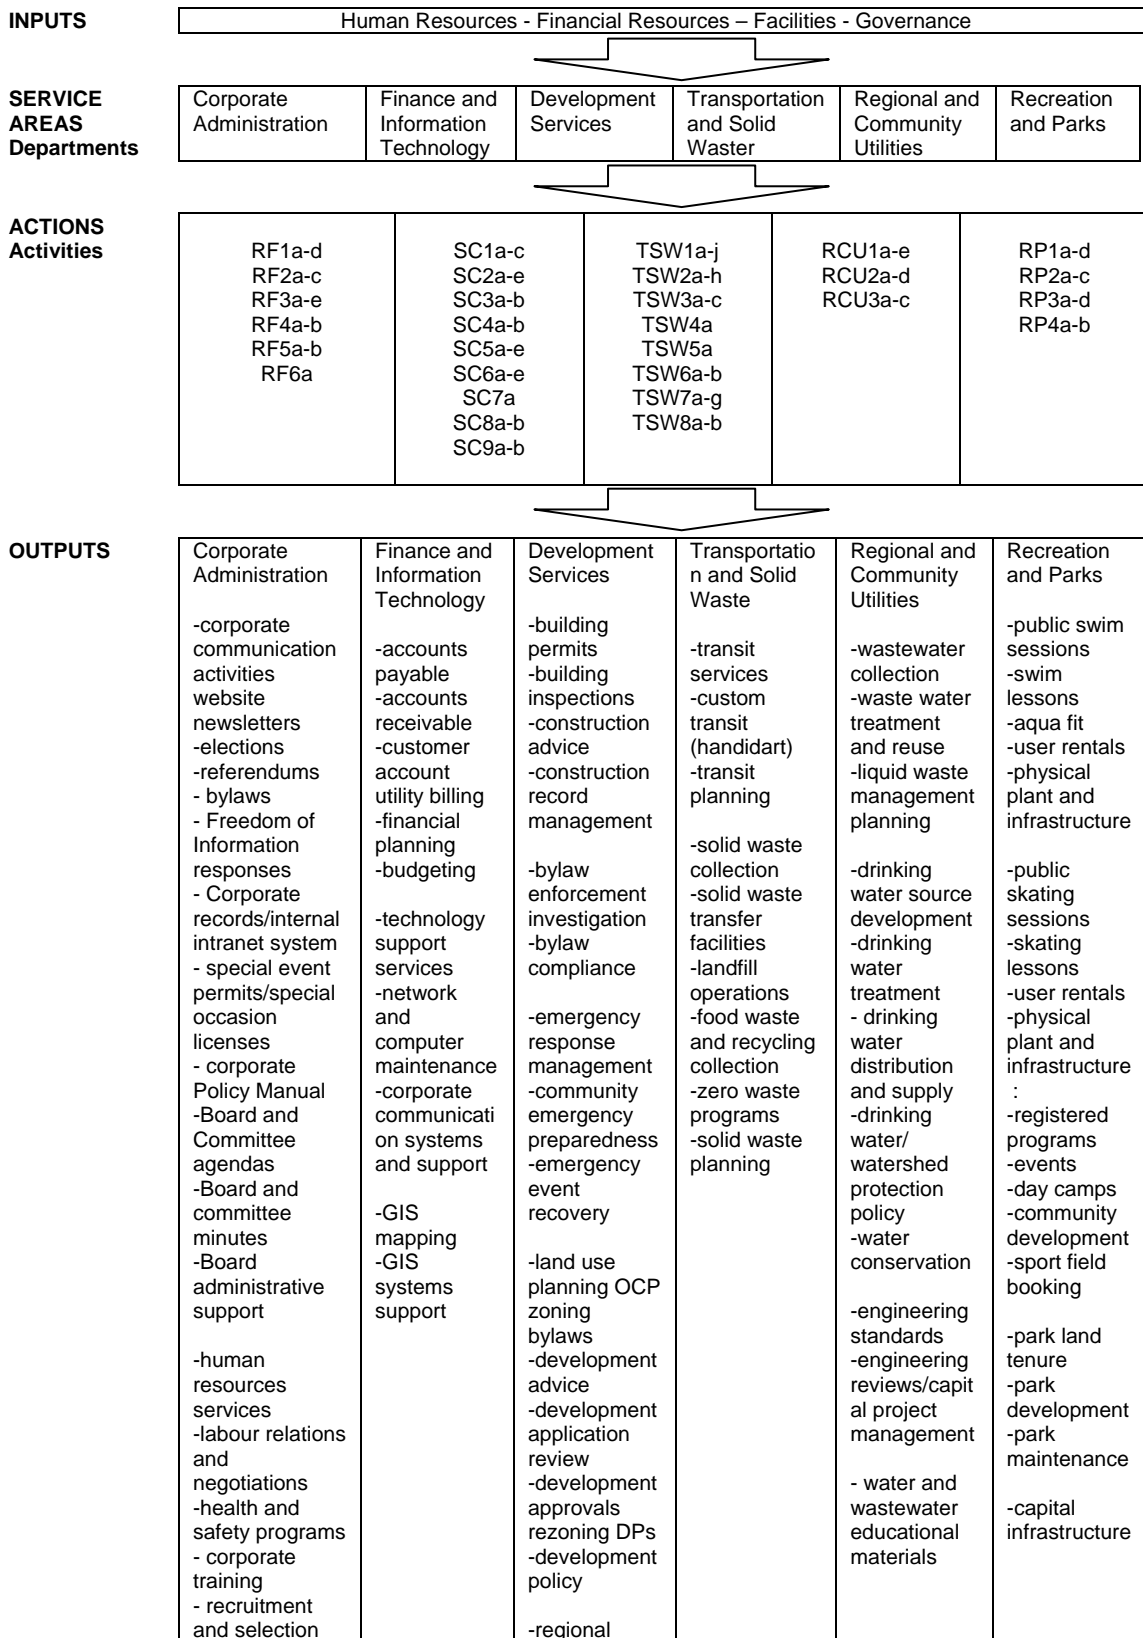 INPUTS
Human Resources - Financial Resources – Facilities - Governance
SERVICE
AREAS
Departments
Corporate
Administration
Finance and
Information
Technology
Development
Services
Transportation
and Solid
Waster
Regional and
Community
Utilities
Recreation
and Parks
ACTIONS
Activities
RF1a-d
RF2a-c
RF3a-e
RF4a-b
RF5a-b
RF6a
SC1a-c
SC2a-e
SC3a-b
SC4a-b
SC5a-e
SC6a-e
SC7a
SC8a-b
SC9a-b
TSW1a-j
TSW2a-h
TSW3a-c
TSW4a
TSW5a
TSW6a-b
TSW7a-g
TSW8a-b
RCU1a-e
RCU2a-d
RCU3a-c
RP1a-d
RP2a-c
RP3a-d
RP4a-b
OUTPUTS
Corporate
Administration
-corporate
communication
activities
website
newsletters
-elections
-referendums
- bylaws
- Freedom of
Information
responses
- Corporate
records/internal
intranet system
- special event
permits/special
occasion
licenses
- corporate
Policy Manual
-Board and
Committee
agendas
-Board and
committee
minutes
-Board
administrative
support
-human
resources
services
-labour relations
and
negotiations
-health and
safety programs
- corporate
training
- recruitment
and selection
Finance and
Information
Technology
-accounts
payable
-accounts
receivable
-customer
account
utility billing
-financial
planning
-budgeting
-technology
support
services
-network
and
computer
maintenance
-corporate
communicati
on systems
and support
-GIS
mapping
-GIS
systems
support
Development
Services
-building
permits
-building
inspections
-construction
advice
-construction
record
management
-bylaw
enforcement
investigation
-bylaw
compliance
-emergency
response
management
-community
emergency
preparedness
-emergency
event
recovery
-land use
planning OCP
zoning
bylaws
-development
advice
-development
application
review
-development
approvals
rezoning DPs
-development
policy
-regional
Transportatio
n and Solid
Waste
-transit
services
-custom
transit
(handidart)
-transit
planning
-solid waste
collection
-solid waste
transfer
facilities
-landfill
operations
-food waste
and recycling
collection
-zero waste
programs
-solid waste
planning
Regional and
Community
Utilities
-wastewater
collection
-waste water
treatment
and reuse
-liquid waste
management
planning
-drinking
water source
development
-drinking
water
treatment
- drinking
water
distribution
and supply
-drinking
water/
watershed
protection
policy
-water
conservation
-engineering
standards
-engineering
reviews/capit
al project
management
- water and
wastewater
educational
materials
Recreation
and Parks
-public swim
sessions
-swim
lessons
-aqua fit
-user rentals
-physical
plant and
infrastructure
-public
skating
sessions
-skating
lessons
-user rentals
-physical
plant and
infrastructure
:
-registered
programs
-events
-day camps
-community
development
-sport field
booking
-park land
tenure
-park
development
-park
maintenance
-capital
infrastructure